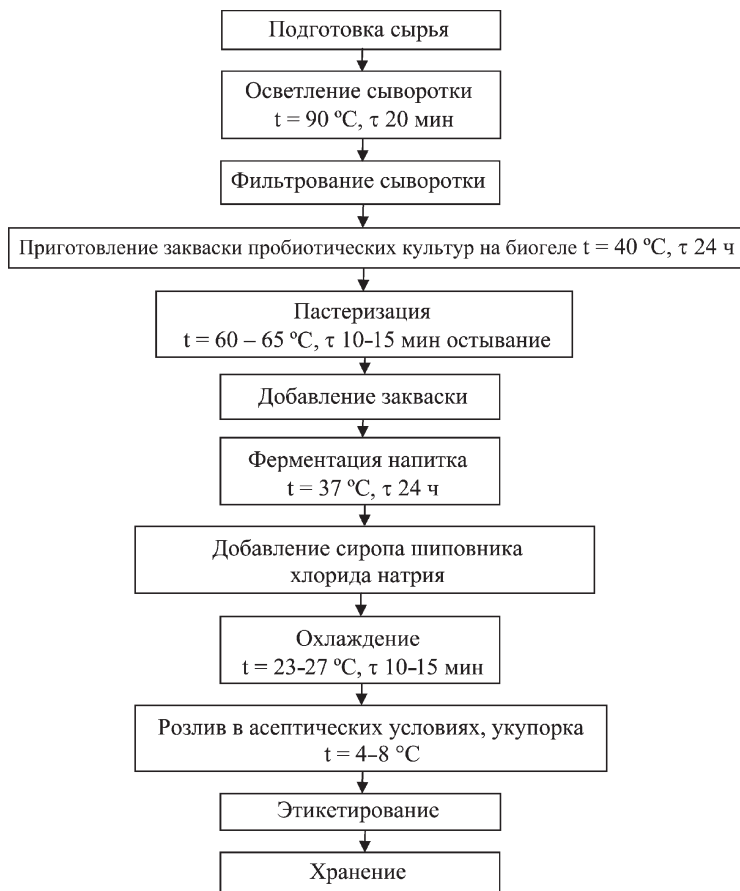 Подготовка сырья
Осветление сыворотки
t = 90 ºС, τ 20 мин
Фильтрование сыворотки
Приготовление закваски пробиотических культур на биогеле t = 40 ºС, τ 24 ч
Пастеризация
t = 60 – 65 ºС, τ 10-15 мин остывание
Добавление закваски
Ферментация напитка
t = 37 ºС, τ 24 ч
Добавление сиропа шиповника
хлорида натрия
Охлаждение
t = 23-27 ºС, τ 10-15 мин
Розлив в асептических условиях, укупорка
t = 4–8 °С
Этикетирование
Хранение